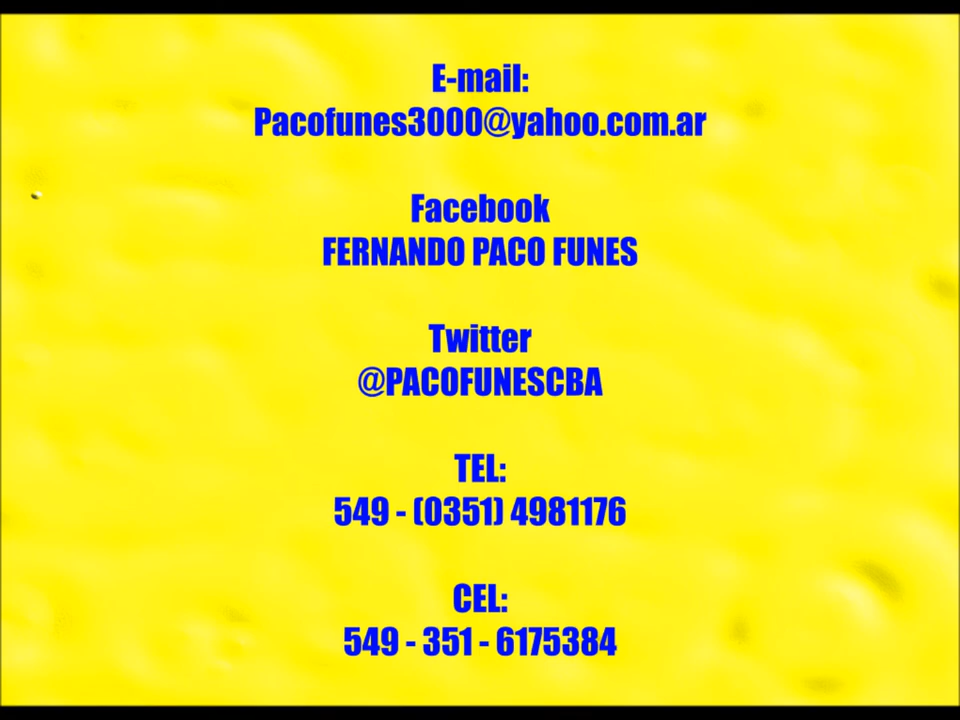 E-mail:
Pacofunes3000@yahoo.com.ar
Facebook
FERNANDO PACO FUNES
Twitter
@PACOFUNESCBA
TEL:
549 - (0351) 4981176
CEL:
549 - 351 - 6175384